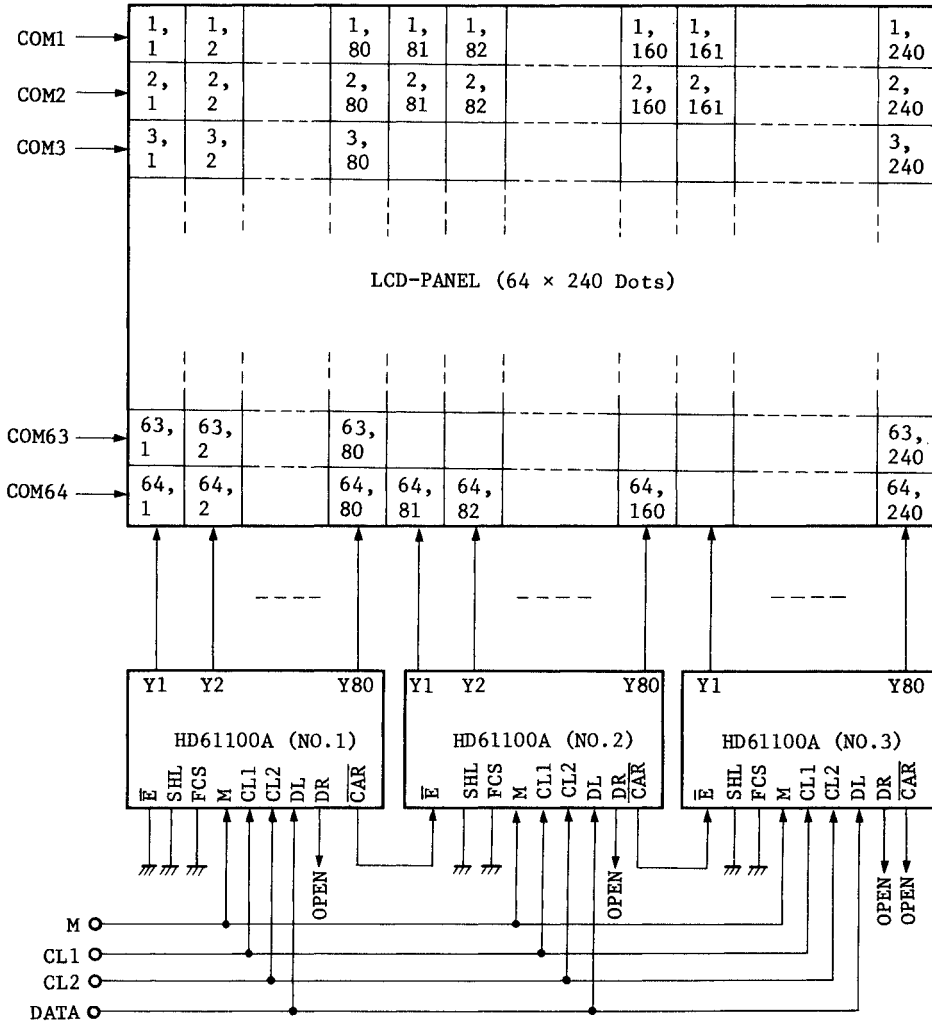 COM1
1, 1, 1, 1, 1, 1, 1, 1,
1 2 80 81 82 160 161 240
COM2
2, 2, 2, 2, 2, 2, 2, 2,
1 2 80 81 82 160 161 240
COM3
3, 3, 3, 3,
1 2 80 240
LCD-PANEL (64 × 240 Dots)
COM63
63, 63, 63, 63,
1 2 80 240
COM64
64, 64, 64, 64, 64, 64, 64,
1 2 80 81 82 160 240
Y1 Y2 Y80 Y1 Y2 Y80 Y1 Y80
HD61100A (NO.1) HD61100A (NO.2) HD61100A (NO.3)
E̅ SHL FCS M CL1 CL2 DL DR C̅A̅R̅ E̅ SHL FCS M CL1 CL2 DL DR C̅A̅R̅ E̅ SHL FCS M CL1 CL2 DL DR C̅A̅R̅
OPEN OPEN OPEN OPEN
M
CL1
CL2
DATA